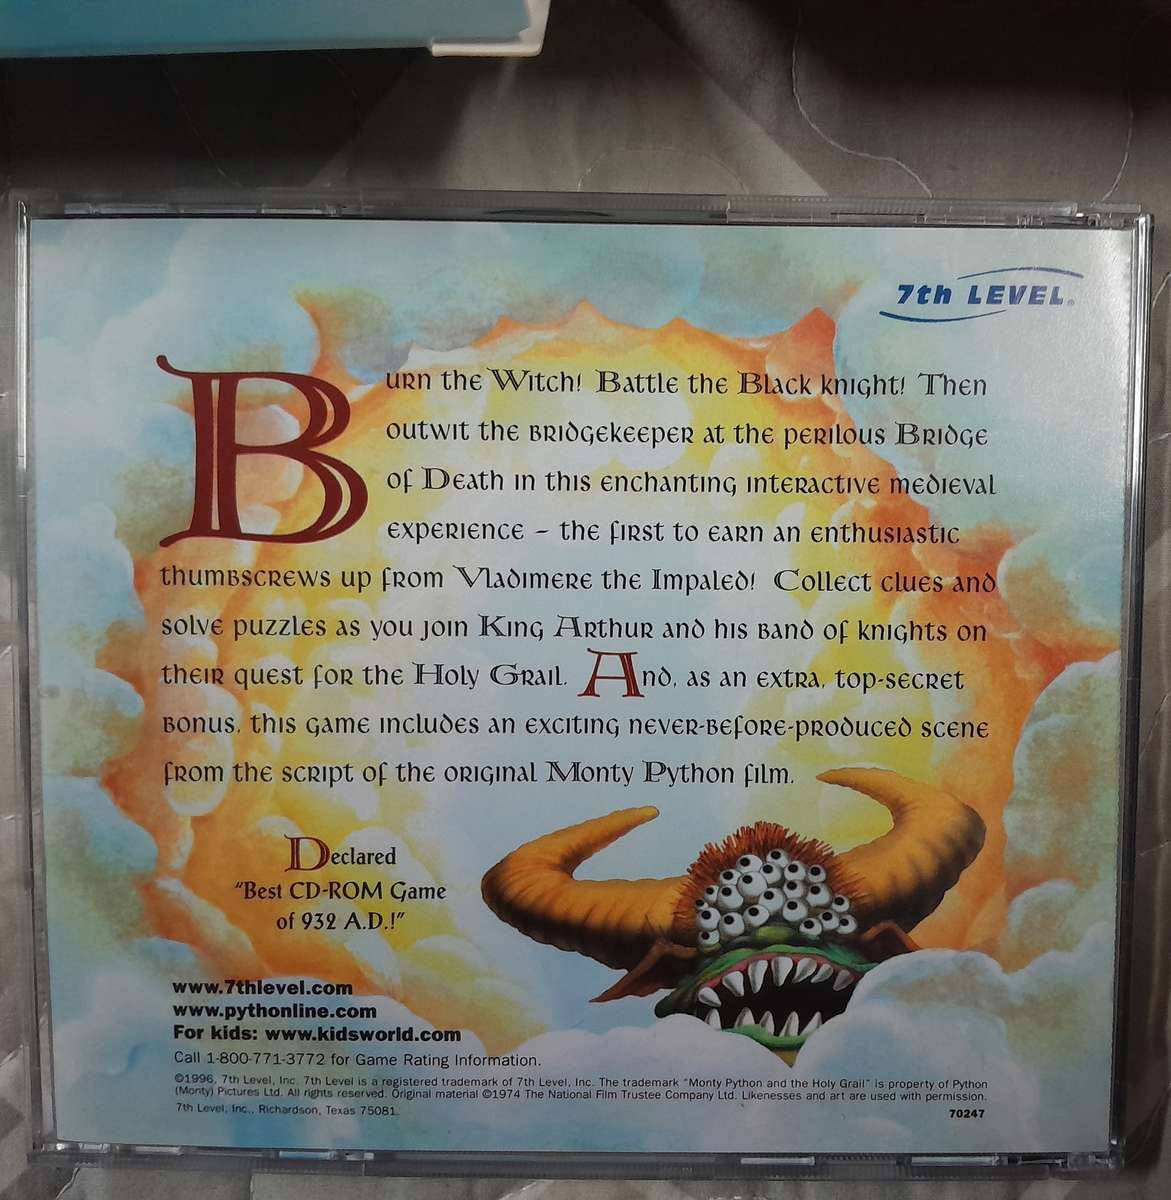 7th LEVEL®
Burn the Witch! Battle the Black knight! Then
outwit the bridgekeeper at the perilous Bridge
of Death in this enchanting interactive medieval
experience – the first to earn an enthusiastic
thumbscrews up from Vladimere the Impaled! Collect clues and
solve puzzles as you join King Arthur and his band of knights on
their quest for the Holy Grail. And, as an extra, top-secret
bonus, this game includes an exciting never-before-produced scene
from the script of the original Monty Python film.
Declared
"Best CD-ROM Game
of 932 A.D.!"
www.7thlevel.com
www.pythonline.com
For kids: www.kidsworld.com
Call 1-800-771-3772 for Game Rating Information.
©1996, 7th Level, Inc. 7th Level is a registered trademark of 7th Level, Inc. The trademark "Monty Python and the Holy Grail" is property of Python
(Monty) Pictures Ltd. All rights reserved. Original material ©1974 The National Film Trustee Company Ltd. Likenesses and art are used with permission.
7th Level, Inc., Richardson, Texas 75081.
70247